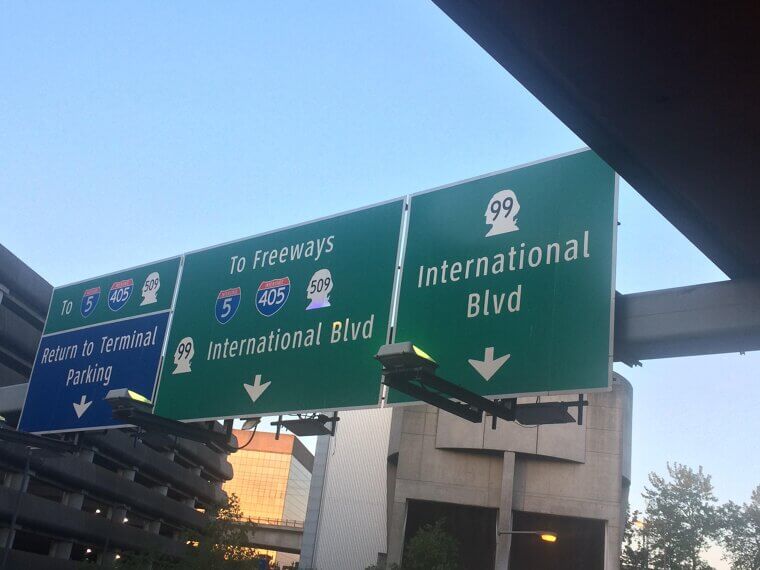 To 5 405 509
Return to Terminal
Parking
To Freeways
5 405 509
99 International Blvd
99
International
Blvd